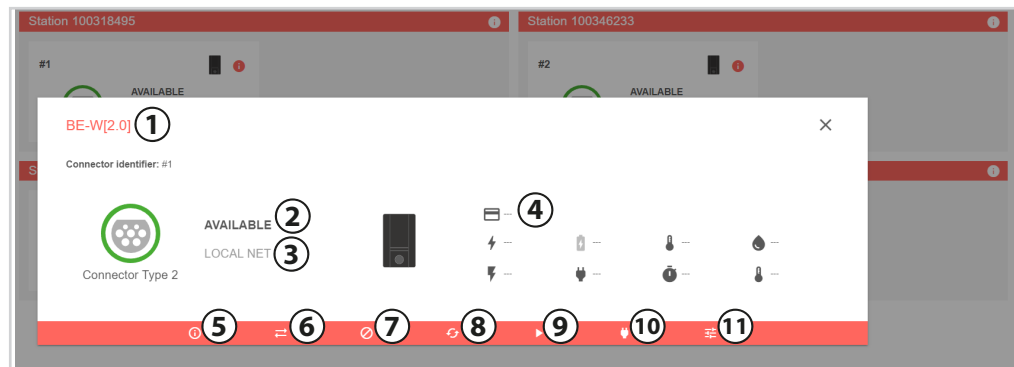 Station 100318495
Station 100346233
#1
#2
AVAILABLE
AVAILABLE
BE-W[2.0] 1
Connector identifier: #1
S
AVAILABLE 2
LOCAL NET 3
Connector Type 2
-- 4
-- -- -- --
-- -- -- --
5 6 7 8 9 10 11